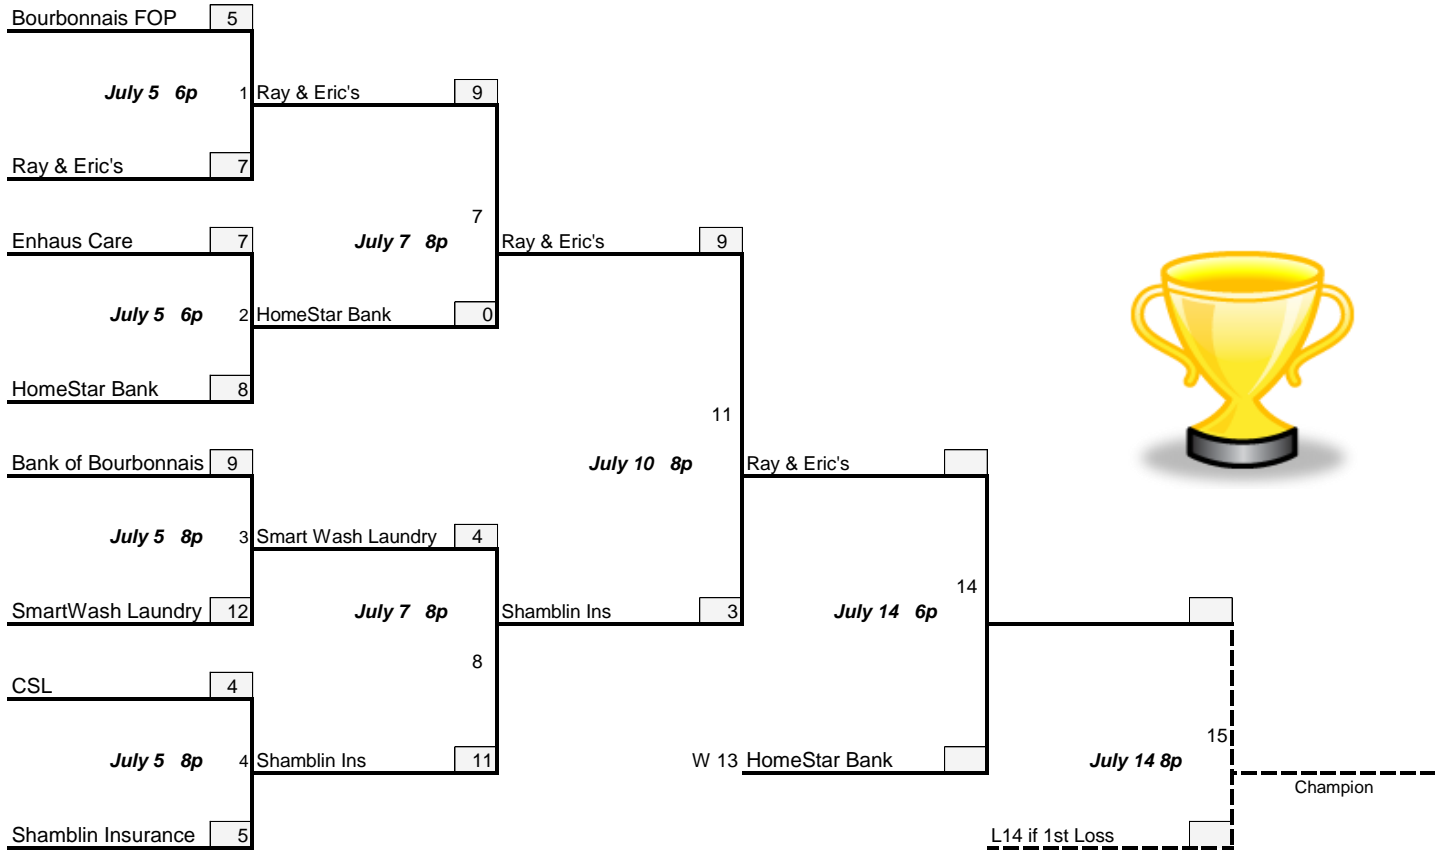 Bourbonnais FOP 5
July 5 6p 1 Ray & Eric's 9
Ray & Eric's 7
7
Enhaus Care 7 July 7 8p Ray & Eric's 9
July 5 6p 2 HomeStar Bank 0
HomeStar Bank 8
11
Bank of Bourbonnais 9 July 10 8p Ray & Eric's
July 5 8p 3 Smart Wash Laundry 4
14
SmartWash Laundry 12 July 7 8p Shamblin Ins 3 July 14 6p
8
CSL 4
15
July 5 8p 4 Shamblin Ins 11 W 13 HomeStar Bank July 14 8p
Champion
Shamblin Insurance 5 L14 if 1st Loss